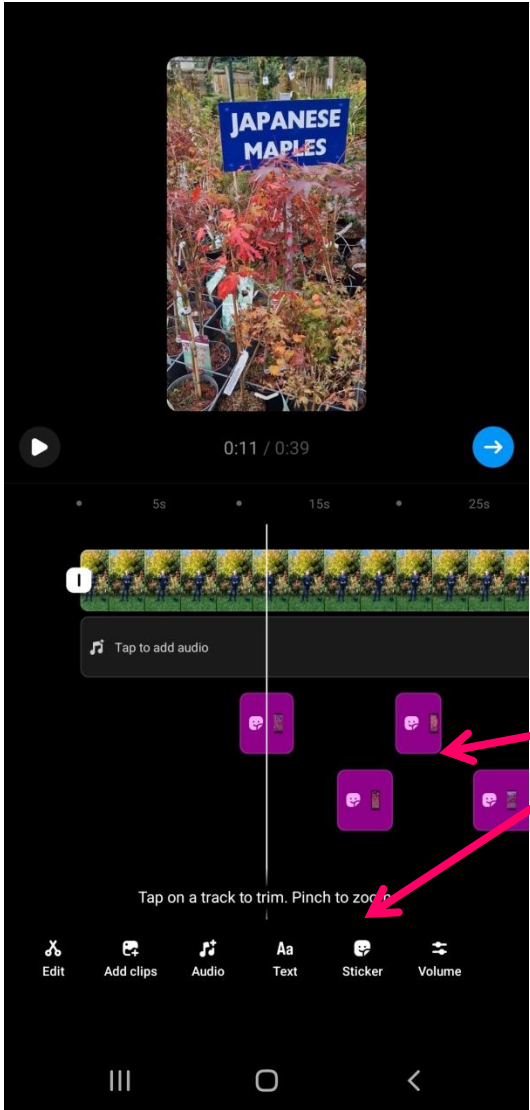 JAPANESE
MAPLES
0:11 / 0:39
5s
15s
25s
Tap to add audio
Tap on a track to trim. Pinch to zoom
Edit
Add clips
Audio
Aa
Text
Sticker
Volume